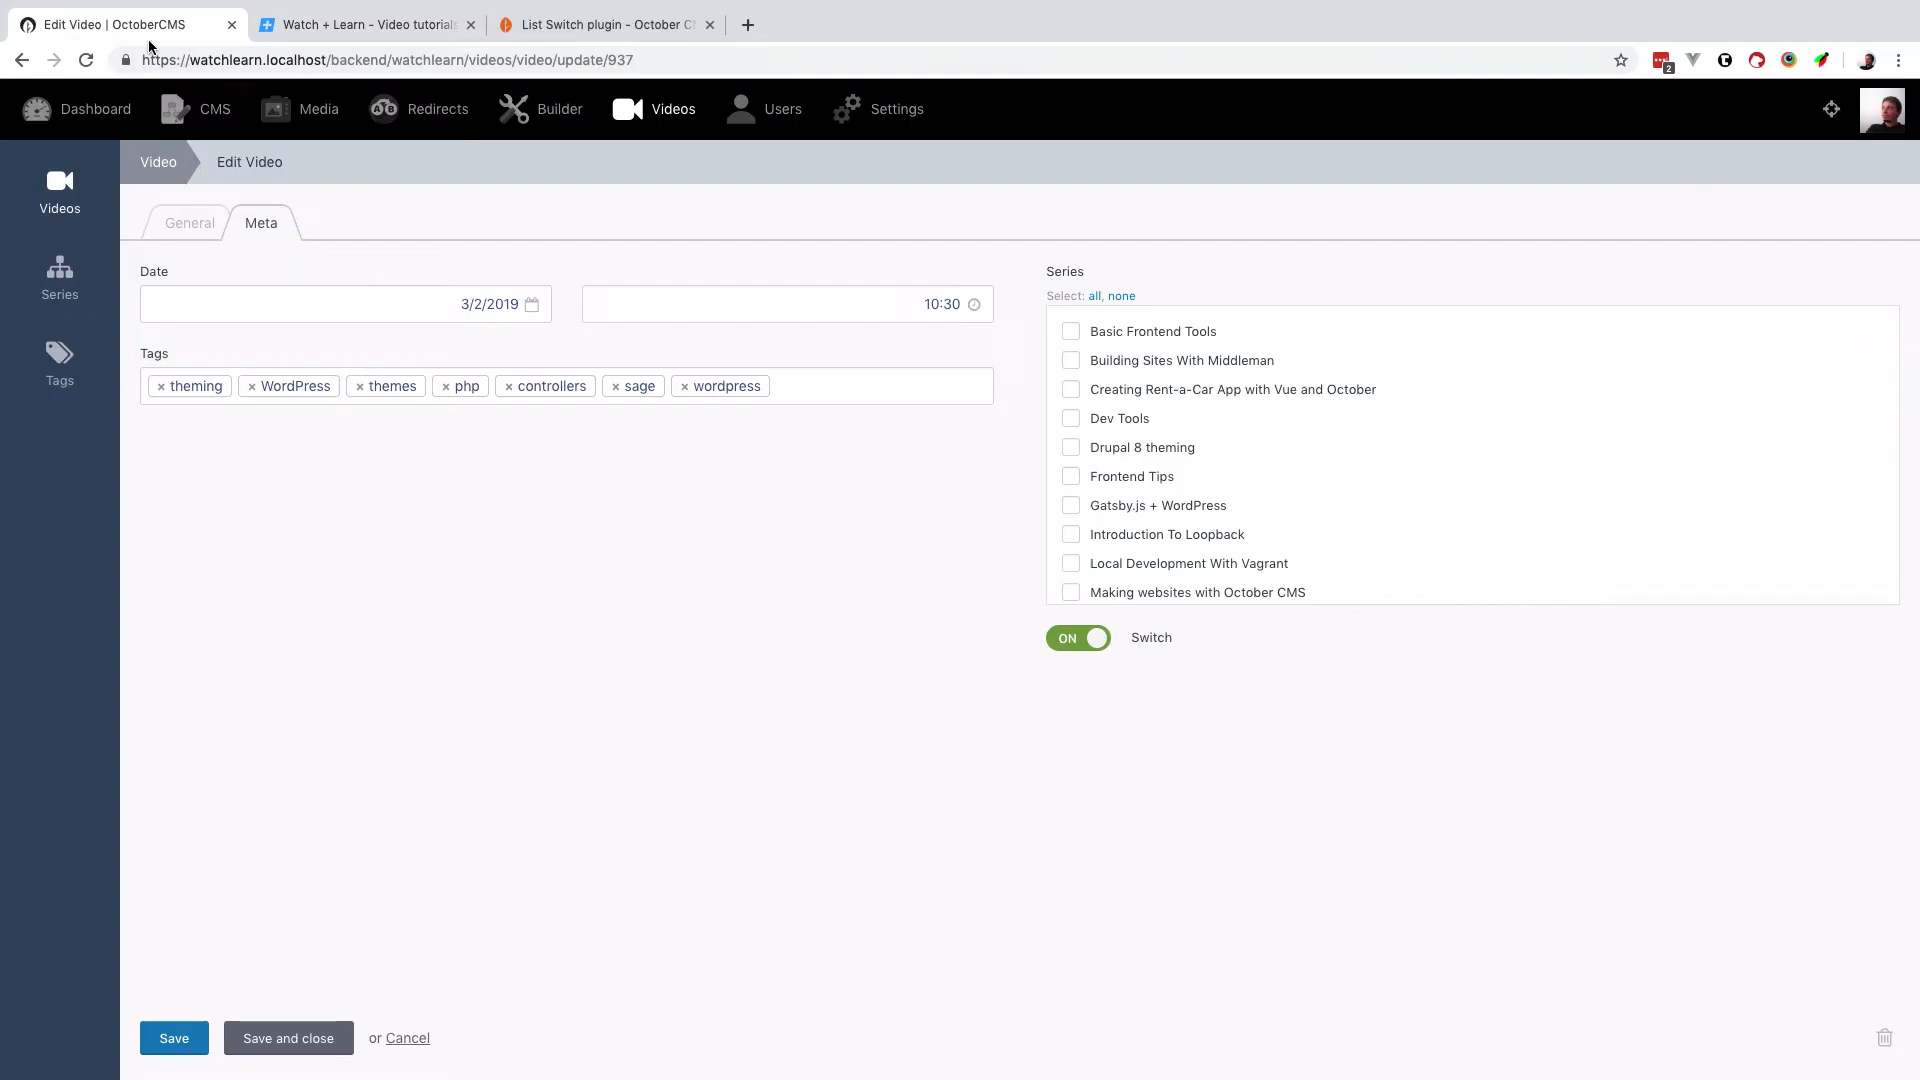 Edit Video | OctoberCMS
Watch + Learn - Video tutorials
List Switch plugin - October C
https://watchlearn.localhost/backend/watchlearn/videos/video/update/937
2
Dashboard
CMS
Media
Redirects
Builder
Videos
Users
Settings
Videos
Series
Tags
Video
Edit Video
General
Meta
Date
3/2/2019
10:30
Tags
× theming
× WordPress
× themes
× php
× controllers
× sage
× wordpress
Series
Select: all, none
Basic Frontend Tools
Building Sites With Middleman
Creating Rent-a-Car App with Vue and October
Dev Tools
Drupal 8 theming
Frontend Tips
Gatsby.js + WordPress
Introduction To Loopback
Local Development With Vagrant
Making websites with October CMS
ON
Switch
Save
Save and close
or Cancel